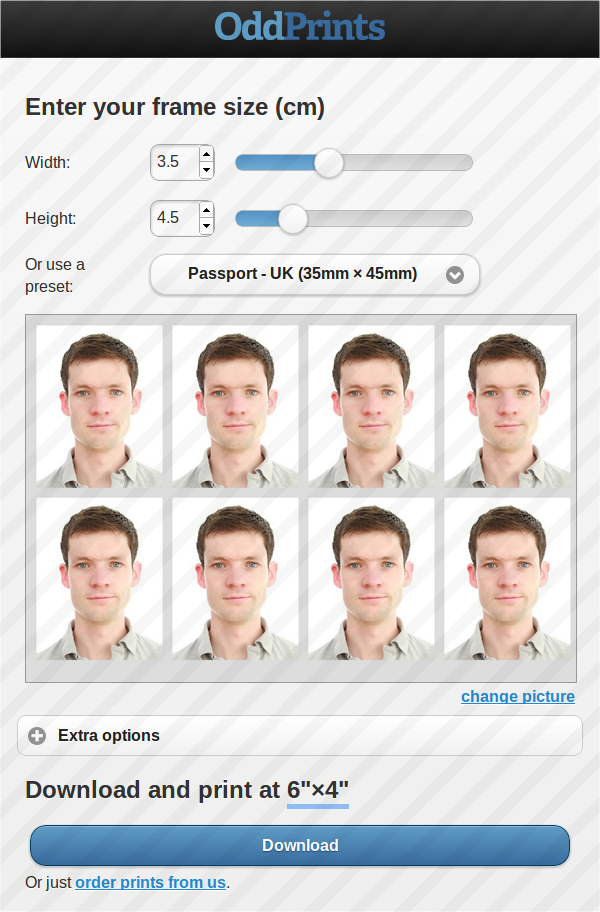 OddPrints
Enter your frame size (cm)
Width: 3.5
Height: 4.5
Or use a
preset:
Passport - UK (35mm × 45mm)
change picture
Extra options
Download and print at 6"×4"
Download
Or just order prints from us.